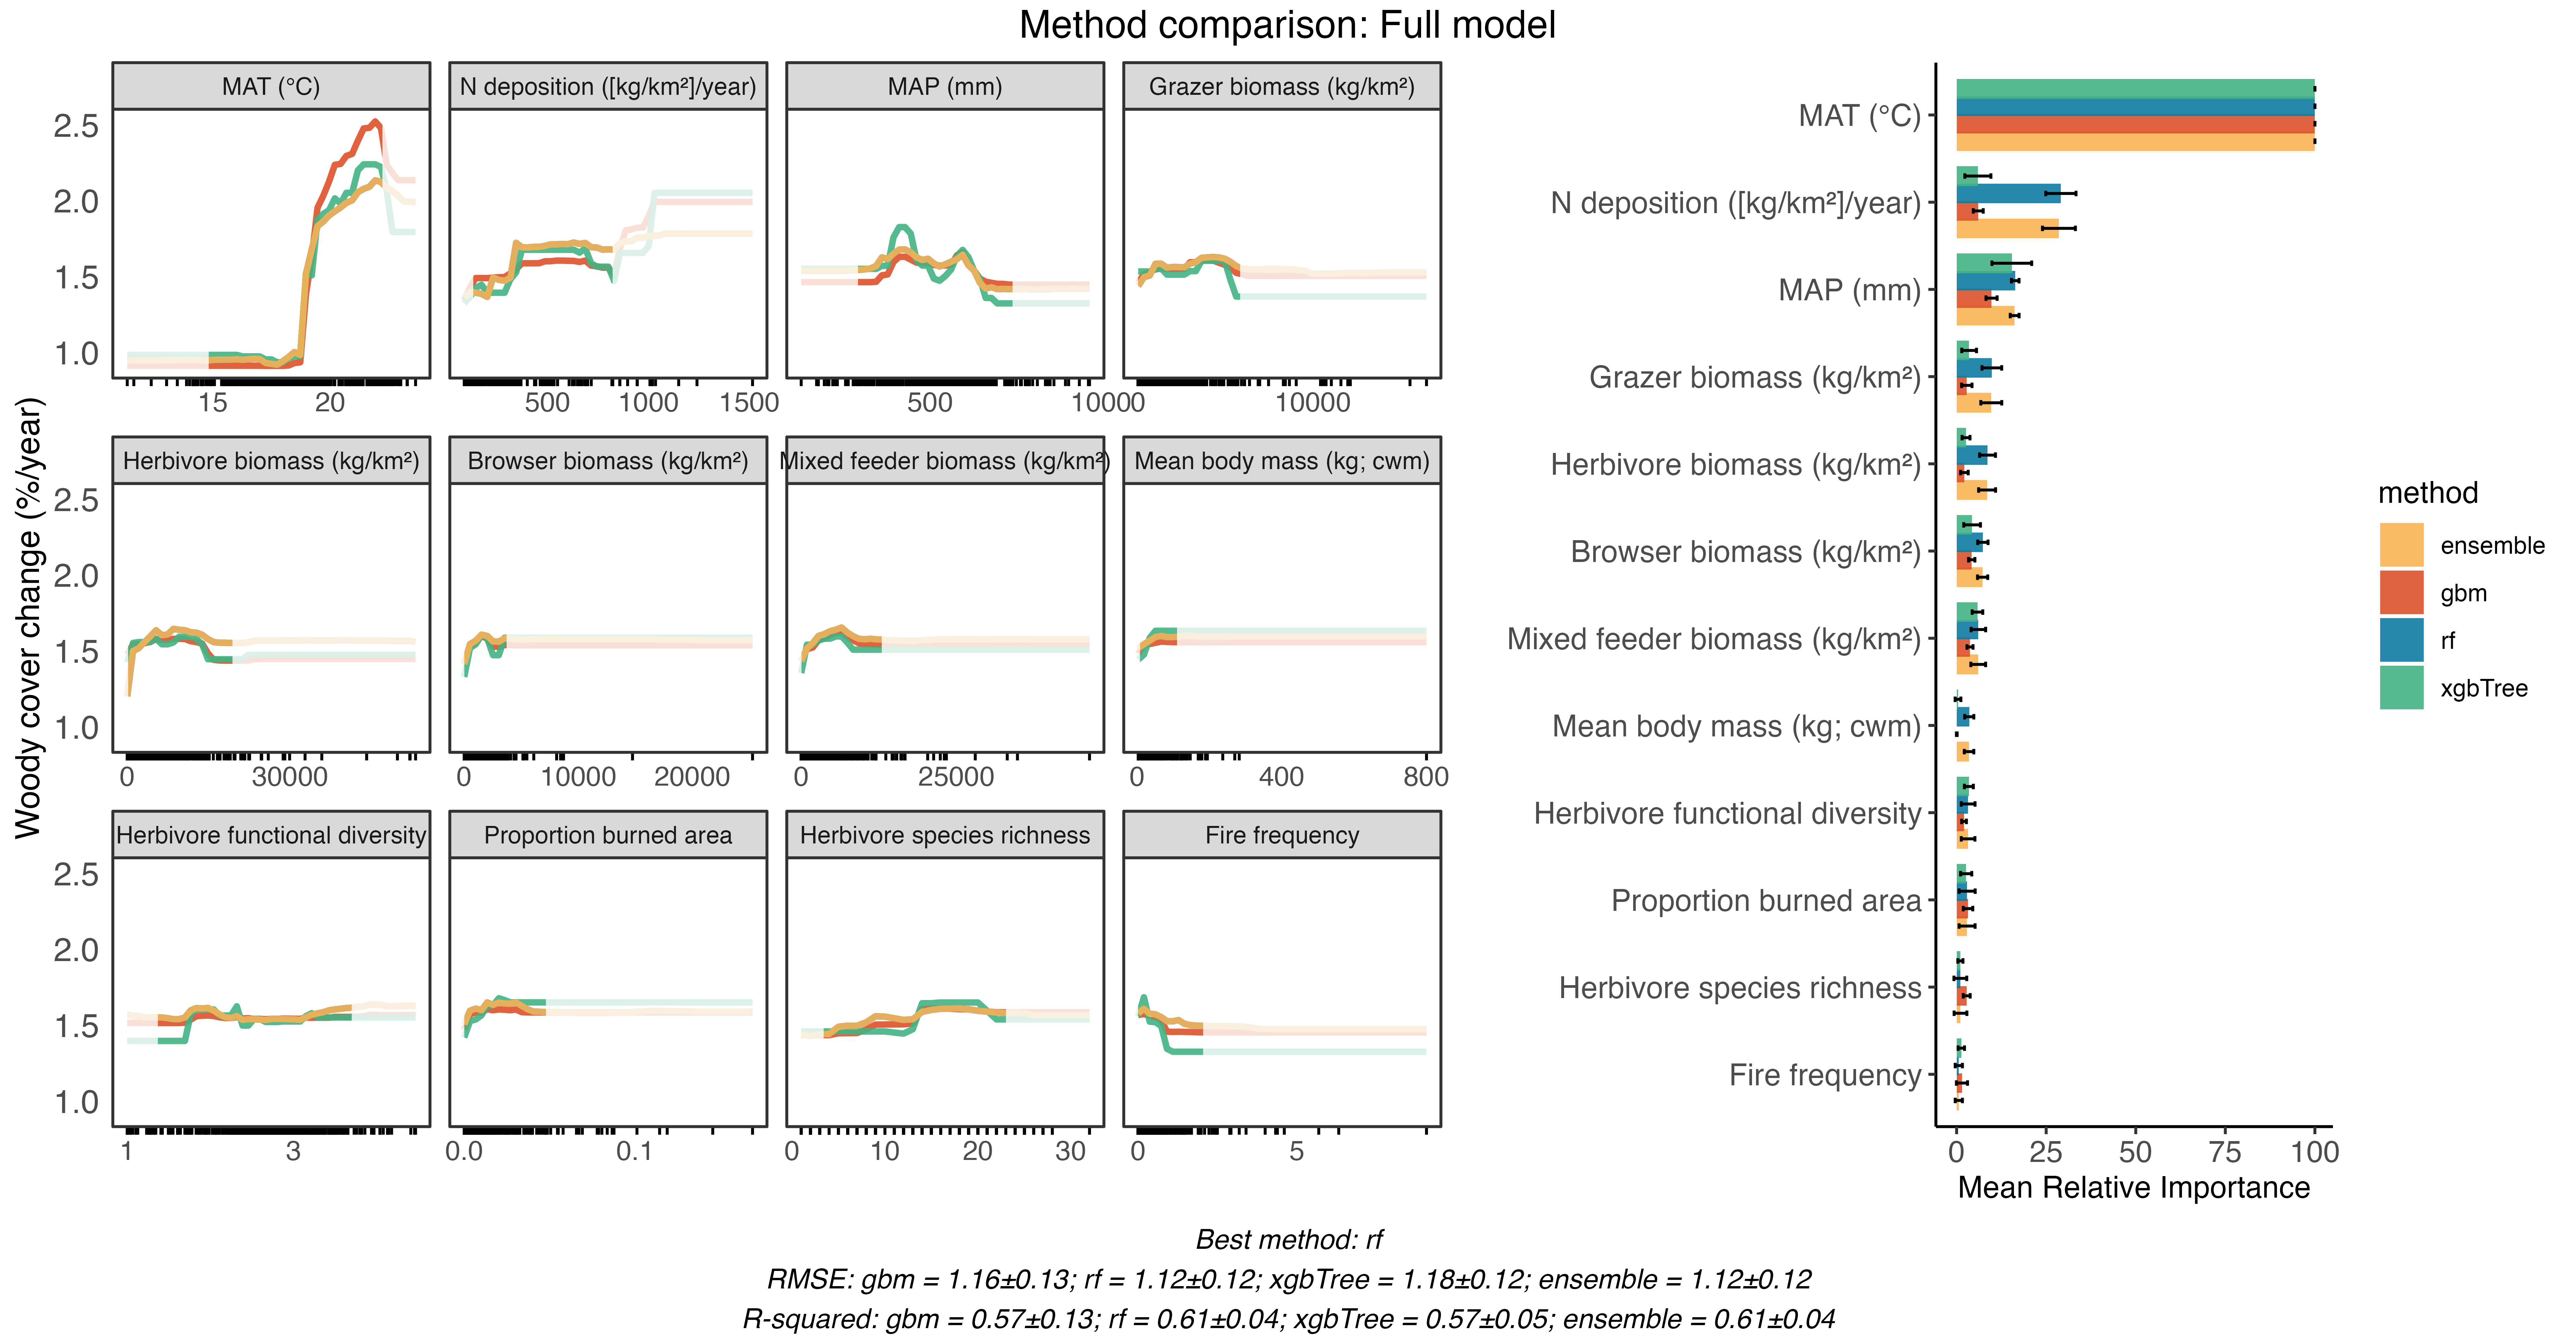 Method comparison: Full model
Woody cover change (%/year)
MAT (°C)
N deposition ([kg/km²]/year)
MAP (mm)
Grazer biomass (kg/km²)
2.5
2.0
1.5
1.0
15 20
500 1000 1500
500 10000
10000
Herbivore biomass (kg/km²)
Browser biomass (kg/km²)
Mixed feeder biomass (kg/km²)
Mean body mass (kg; cwm)
2.5
2.0
1.5
1.0
0 30000
0 10000 20000
0 25000
0 400 800
Herbivore functional diversity
Proportion burned area
Herbivore species richness
Fire frequency
2.5
2.0
1.5
1.0
1 3
0.0 0.1
0 10 20 30
0 5
MAT (°C)
N deposition ([kg/km²]/year)
MAP (mm)
Grazer biomass (kg/km²)
Herbivore biomass (kg/km²)
Browser biomass (kg/km²)
Mixed feeder biomass (kg/km²)
Mean body mass (kg; cwm)
Herbivore functional diversity
Proportion burned area
Herbivore species richness
Fire frequency
0 25 50 75 100
Mean Relative Importance
method
ensemble
gbm
rf
xgbTree
Best method: rf
RMSE: gbm = 1.16±0.13; rf = 1.12±0.12; xgbTree = 1.18±0.12; ensemble = 1.12±0.12
R-squared: gbm = 0.57±0.13; rf = 0.61±0.04; xgbTree = 0.57±0.05; ensemble = 0.61±0.04